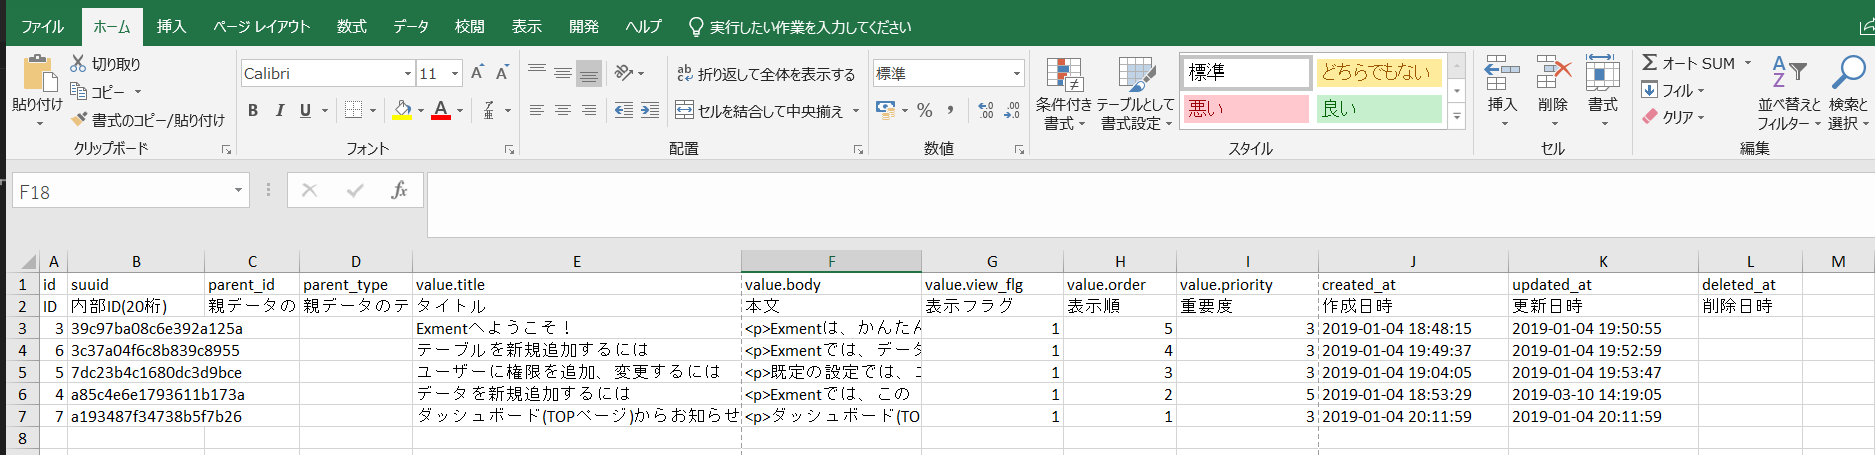 ファイル ホーム 挿入 ページ レイアウト 数式 データ 校閲 表示 開発 ヘルプ 実行したい作業を入力してください
貼り付け
切り取り
コピー
書式のコピー/貼り付け
クリップボード
Calibri 11
B I U
フォント
折り返して全体を表示する
セルを結合して中央揃え
配置
標準
% ,
数値
条件付き
書式
テーブルとして
書式設定
標準 どちらでもない
悪い 良い
スタイル
挿入 削除 書式
セル
Σ オート SUM
フィル
クリア
並べ替えと
フィルター
検索と
選択
編集
F18 fx
A B C D E F G H I J K L M
1 id suuid parent_id parent_type value.title value.body value.view_flg value.order value.priority created_at updated_at deleted_at
2 ID 内部ID(20桁) 親データの 親データのテ タイトル 本文 表示フラグ 表示順 重要度 作成日時 更新日時 削除日時
3 3 39c97ba08c6e392a125a Exmentへようこそ！ <p>Exmentは、かんたん 1 5 3 2019-01-04 18:48:15 2019-01-04 19:50:55
4 6 3c37a04f6c8b839c8955 テーブルを新規追加するには <p>Exmentでは、データ 1 4 3 2019-01-04 19:49:37 2019-01-04 19:52:59
5 5 7dc23b4c1680dc3d9bce ユーザーに権限を追加、変更するには <p>既定の設定では、ユ 1 3 3 2019-01-04 19:04:05 2019-01-04 19:53:47
6 4 a85c4e6e1793611b173a データを新規追加するには <p>Exmentでは、この 1 2 5 2019-01-04 18:53:29 2019-03-10 14:19:05
7 7 a193487f34738b5f7b26 ダッシュボード(TOPページ)からお知らせ <p>ダッシュボード(TO 1 1 3 2019-01-04 20:11:59 2019-01-04 20:11:59
8